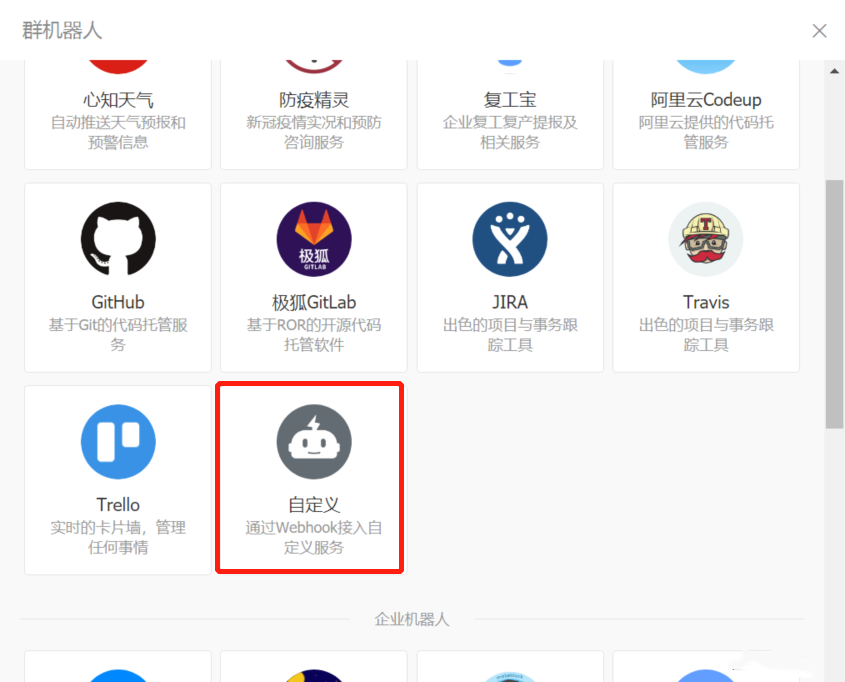 群机器人
心知天气
自动推送天气预报和
预警信息
防疫精灵
新冠疫情实况和预防
咨询服务
复工宝
企业复工复产提报及
相关服务
阿里云Codeup
阿里云提供的代码托
管服务
GitHub
基于Git的代码托管服
务
极狐
GITLAB
极狐GitLab
基于ROR的开源代码
托管软件
JIRA
出色的项目与事务跟
踪工具
T
Travis
出色的项目与事务跟
踪工具
Trello
实时的卡片墙，管理
任何事情
自定义
通过Webhook接入自
定义服务
企业机器人